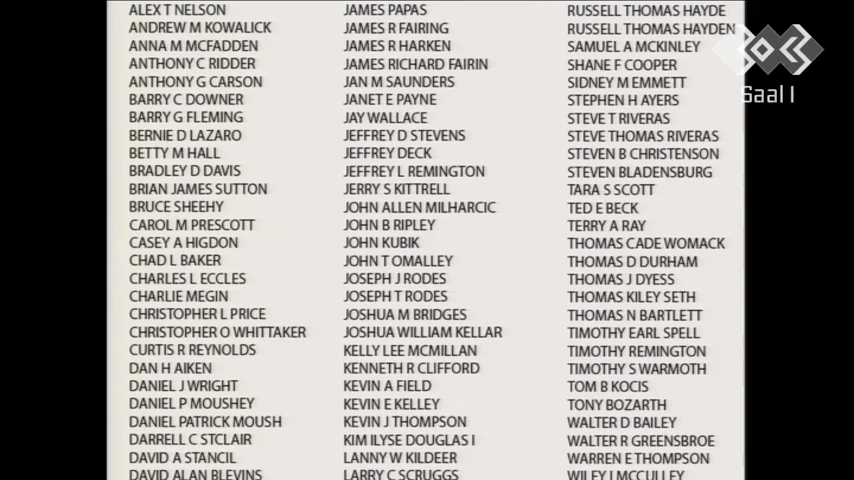 ALEX T NELSON
ANDREW M KOWALICK
ANNA M MCFADDEN
ANTHONY C RIDDER
ANTHONY G CARSON
BARRY C DOWNER
BARRY G FLEMING
BERNIE D LAZARO
BETTY M HALL
BRADLEY D DAVIS
BRIAN JAMES SUTTON
BRUCE SHEEHY
CAROL M PRESCOTT
CASEY A HIGDON
CHAD L BAKER
CHARLES L ECCLES
CHARLIE MEGIN
CHRISTOPHER L PRICE
CHRISTOPHER O WHITTAKER
CURTIS R REYNOLDS
DAN H AIKEN
DANIEL J WRIGHT
DANIEL P MOUSHEY
DANIEL PATRICK MOUSH
DARRELL C STCLAIR
DAVID A STANCIL
DAVID ALAN BLEVINS
JAMES PAPAS
JAMES R FAIRING
JAMES R HARKEN
JAMES RICHARD FAIRIN
JAN M SAUNDERS
JANET E PAYNE
JAY WALLACE
JEFFREY D STEVENS
JEFFREY DECK
JEFFREY L REMINGTON
JERRY S KITTRELL
JOHN ALLEN MILHARCIC
JOHN B RIPLEY
JOHN KUBIK
JOHN T OMALLEY
JOSEPH J RODES
JOSEPH T RODES
JOSHUA M BRIDGES
JOSHUA WILLIAM KELLAR
KELLY LEE MCMILLAN
KENNETH R CLIFFORD
KEVIN A FIELD
KEVIN E KELLEY
KEVIN J THOMPSON
KIM ILYSE DOUGLAS I
LANNY W KILDEER
LARRY C SCRUGGS
RUSSELL THOMAS HAYDE
RUSSELL THOMAS HAYDEN
SAMUEL A MCKINLEY
SHANE F COOPER
SIDNEY M EMMETT
STEPHEN H AYERS
STEVE T RIVERAS
STEVE THOMAS RIVERAS
STEVEN B CHRISTENSON
STEVEN BLADENSBURG
TARA S SCOTT
TED E BECK
TERRY A RAY
THOMAS CADE WOMACK
THOMAS D DURHAM
THOMAS J DYESS
THOMAS KILEY SETH
THOMAS N BARTLETT
TIMOTHY EARL SPELL
TIMOTHY REMINGTON
TIMOTHY S WARMOTH
TOM B KOCIS
TONY BOZARTH
WALTER D BAILEY
WALTER R GREENSBROE
WARREN E THOMPSON
WILEY J MCCULLEY
Saal 1